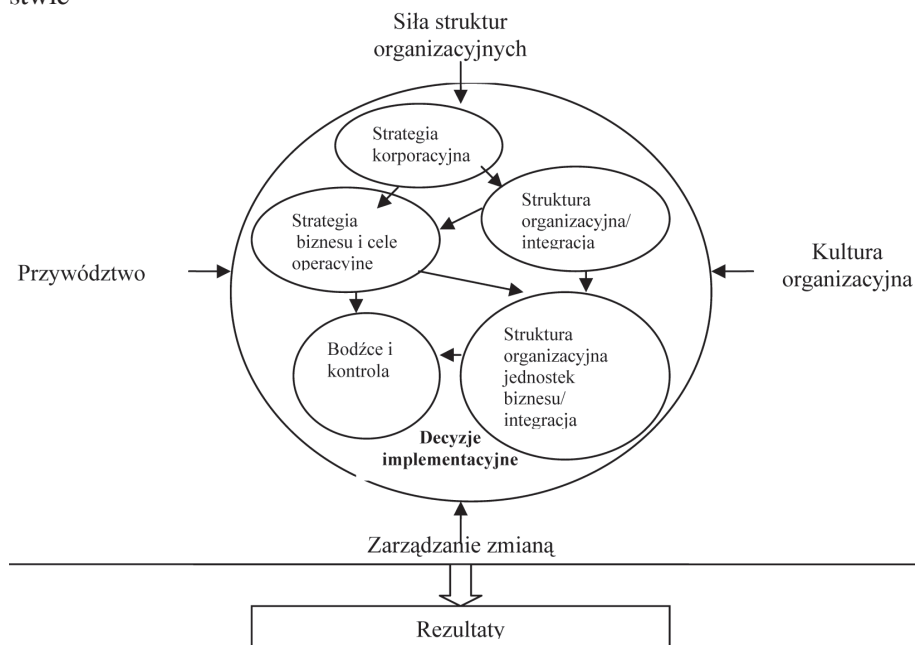 stwie
Siła struktur
organizacyjnych
Strategia
korporacyjna
Struktura
organizacyjna/
integracja
Strategia
biznesu i cele
operacyjne
Przywództwo
Kultura
organizacyjna
Bodźce i
kontrola
Struktura
organizacyjna
jednostek
biznesu/
integracja
Decyzje
implementacyjne
Zarządzanie zmianą
Rezultaty